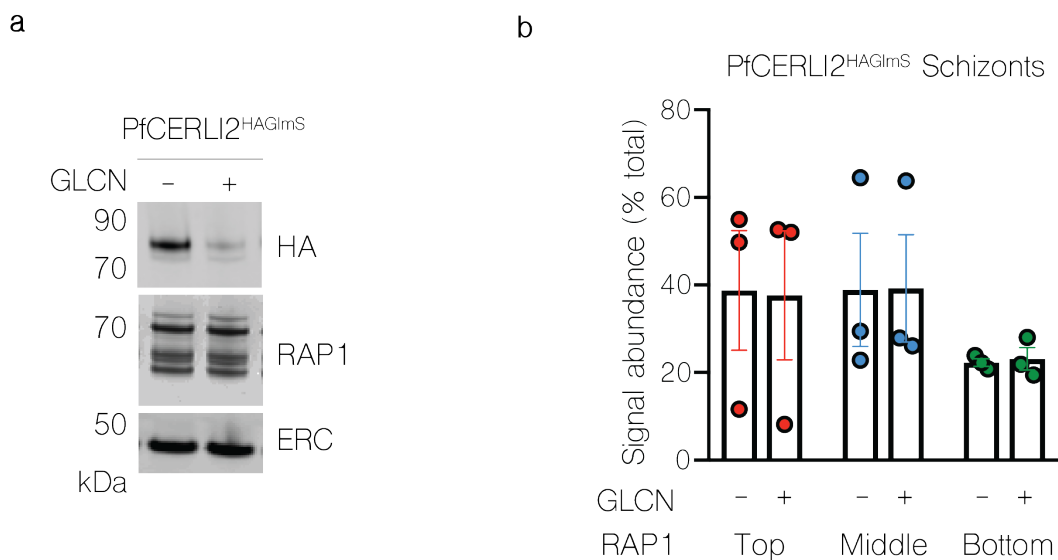 a
PfCERLI2HAGlmS
GLCN – +
90
70
HA
70
RAP1
50
ERC
kDa
b
PfCERLI2HAGlmS Schizonts
Signal abundance (% total)
80
60
40
20
0
GLCN – + – + – +
RAP1 Top Middle Bottom